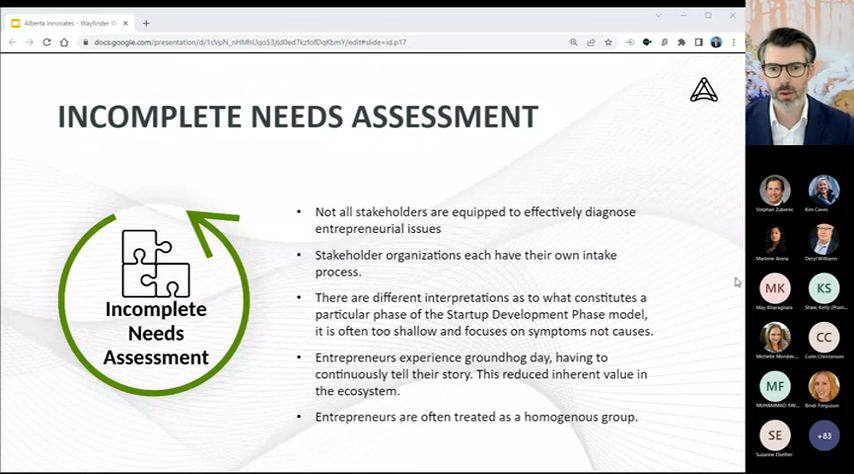 Alberta Innovates - Wayfinder W
docs.google.com/presentation/d/1cVpN_nHMhUqo53jtd0ed7kzfofDqKbmY/edit#slide=id.p17
INCOMPLETE NEEDS ASSESSMENT
Incomplete
Needs
Assessment
• Not all stakeholders are equipped to effectively diagnose
entrepreneurial issues
• Stakeholder organizations each have their own intake
process.
• There are different interpretations as to what constitutes a
particular phase of the Startup Development Phase model,
it is often too shallow and focuses on symptoms not causes.
• Entrepreneurs experience groundhog day, having to
continuously tell their story. This reduced inherent value in
the ecosystem.
• Entrepreneurs are often treated as a homogenous group.
Stephan Zuberec
Kim Caves
Marlene Arana
Deryl Williams
MK
KS
May Kharaghani
Shaw, Kelly (Prain...
CC
Michelle Mondev...
Colin Christensen
MF
MUHAMMAD FAY...
Bindi Ferguson
SE
+83
Suzanne Ebether